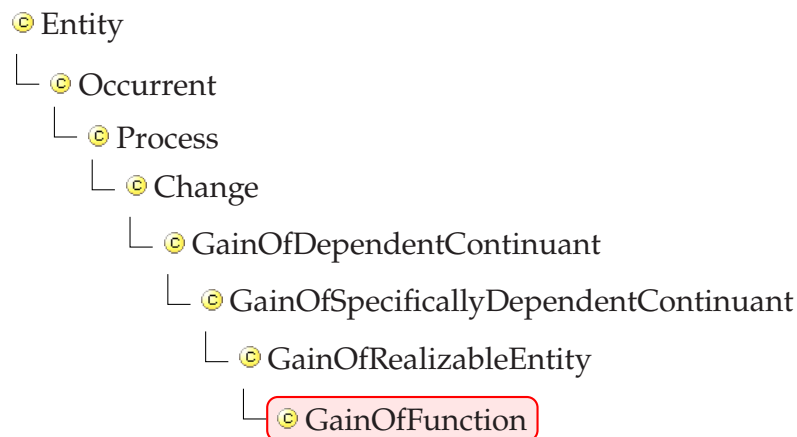 © Entity
© Occurrent
© Process
© Change
© GainOfDependentContinuant
© GainOfSpecificallyDependentContinuant
© GainOfRealizableEntity
© GainOfFunction